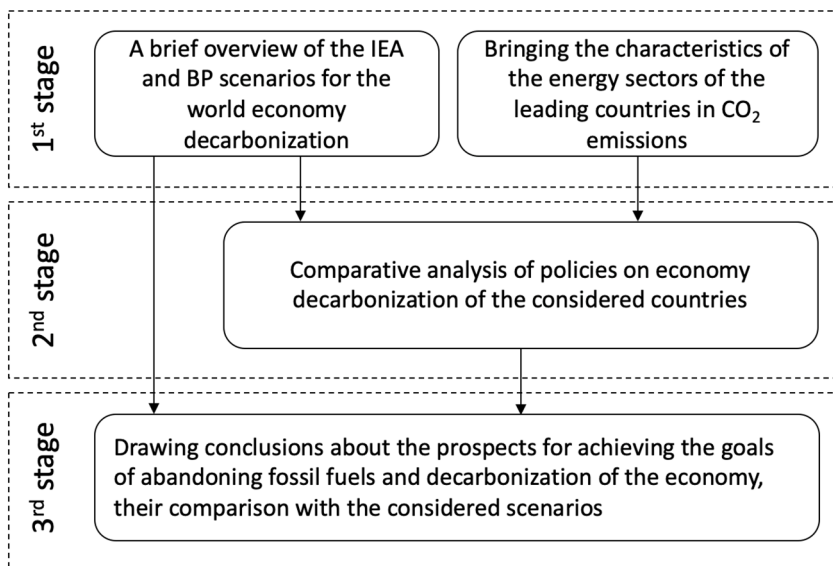 1st stage
A brief overview of the IEA
and BP scenarios for the
world economy
decarbonization
Bringing the characteristics of
the energy sectors of the
leading countries in CO₂
emissions
2nd stage
Comparative analysis of policies on economy
decarbonization of the considered countries
3rd stage
Drawing conclusions about the prospects for achieving the goals
of abandoning fossil fuels and decarbonization of the economy,
their comparison with the considered scenarios